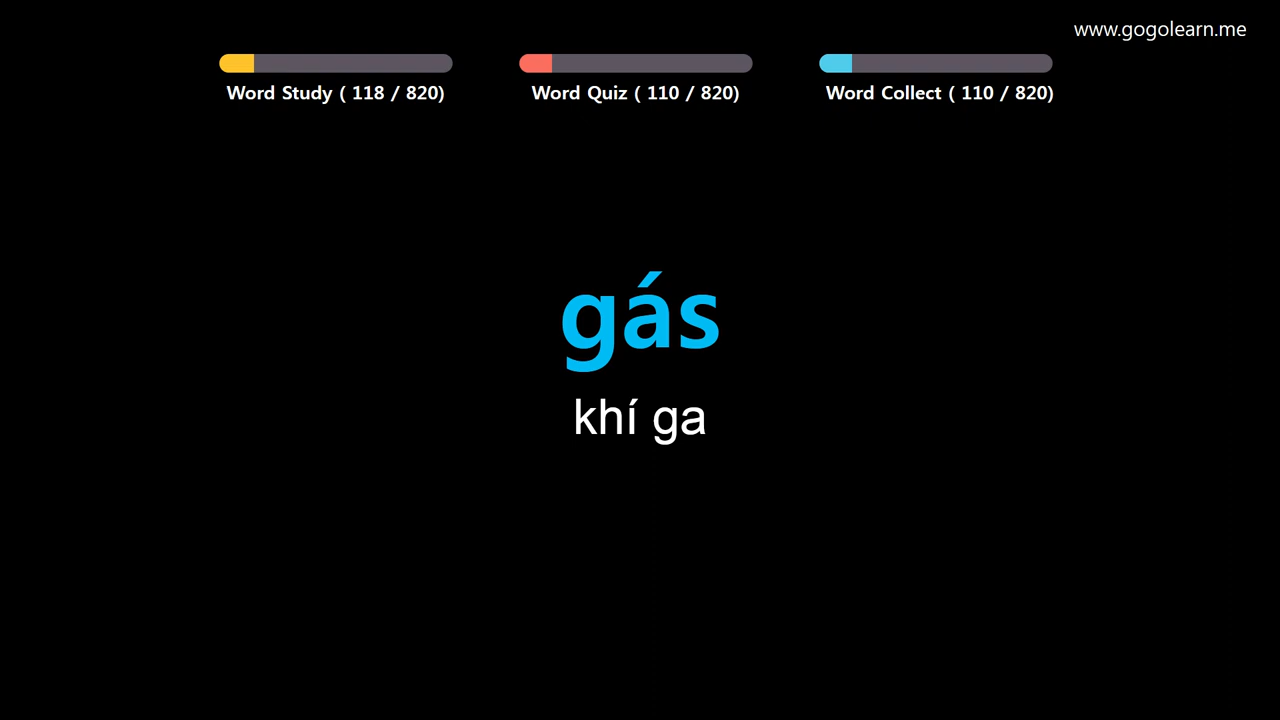 www.gogolearn.me
Word Study ( 118 / 820)
Word Quiz ( 110 / 820)
Word Collect ( 110 / 820)
gás
khí ga